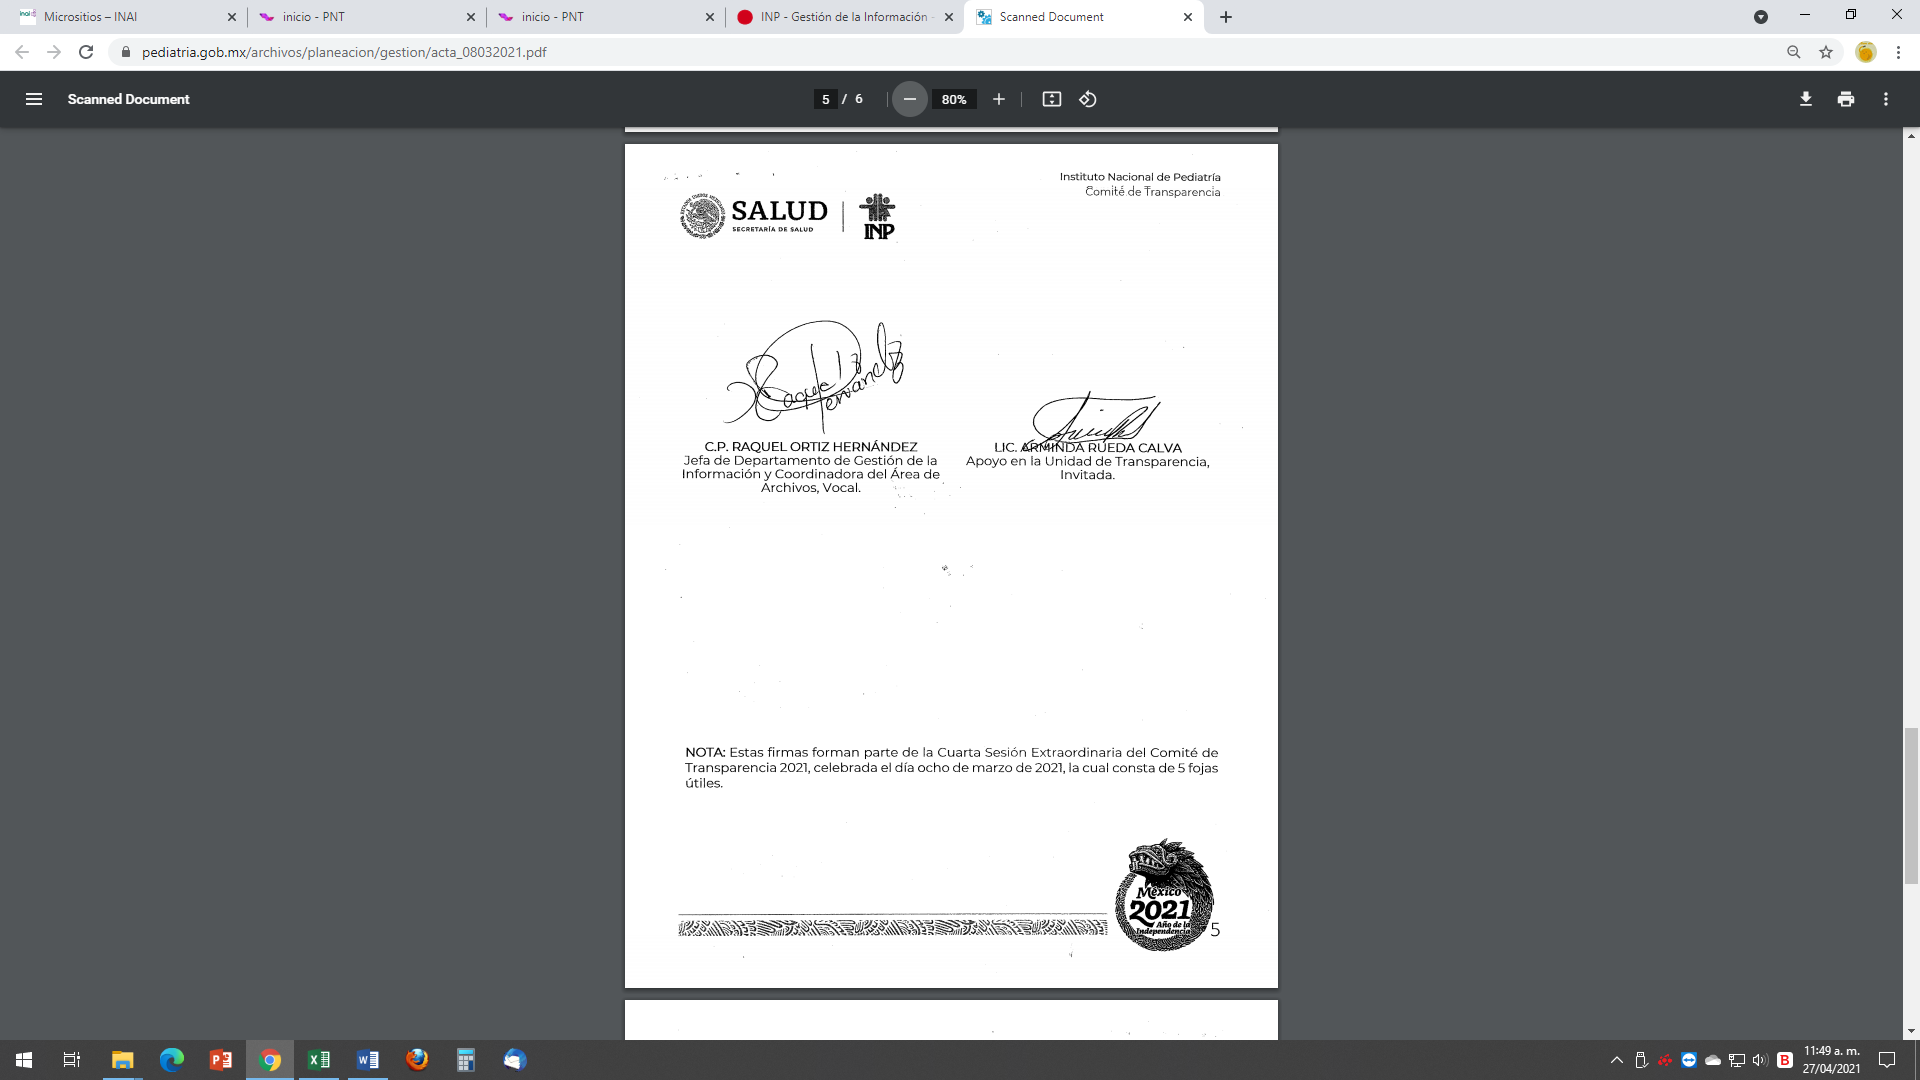 Micrositios – INAI
inicio - PNT
inicio - PNT
INP - Gestión de la Información -
Scanned Document
pediatria.gob.mx/archivos/planeacion/gestion/acta_08032021.pdf
Scanned Document
5 / 6
80%
Instituto Nacional de Pediatría
Comité de Transparencia
SALUD
SECRETARÍA DE SALUD
INP
Raquel
Hernandez
C.P. RAQUEL ORTIZ HERNÁNDEZ
Jefa de Departamento de Gestión de la
Información y Coordinadora del Área de
Archivos, Vocal.
LIC. ARMINDA RUEDA CALVA
Apoyo en la Unidad de Transparencia,
Invitada.
NOTA: Estas firmas forman parte de la Cuarta Sesión Extraordinaria del Comité de
Transparencia 2021, celebrada el día ocho de marzo de 2021, la cual consta de 5 fojas
útiles.
México
2021
Año de la
Independencia
5
11:49 a. m.
27/04/2021